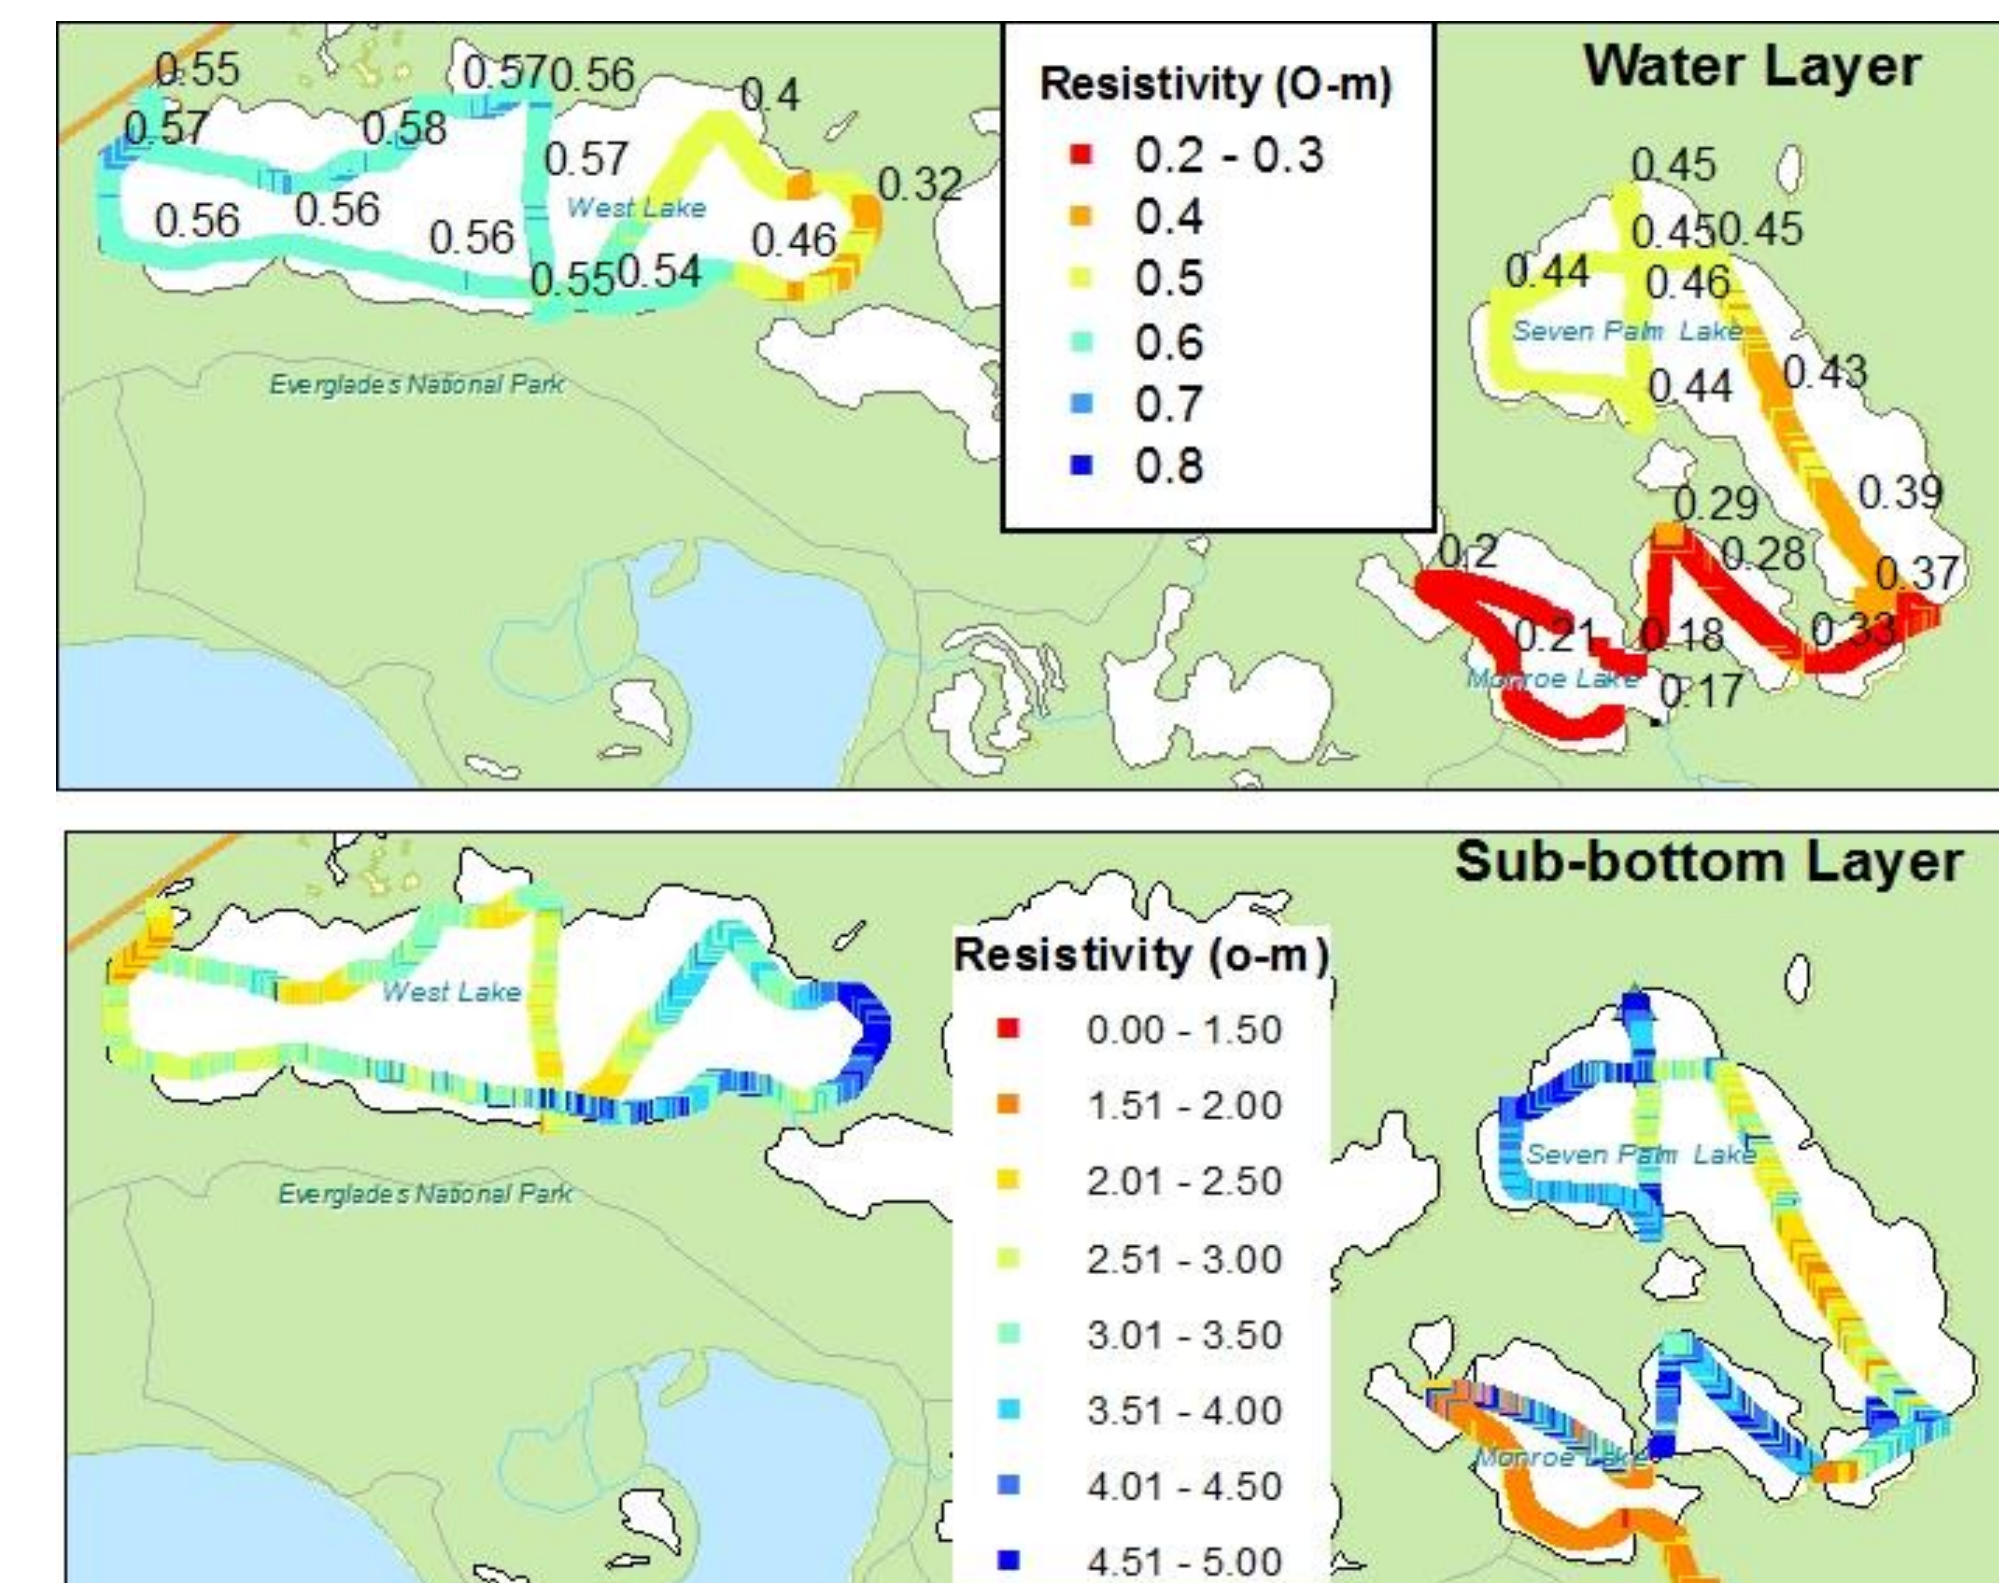 Water Layer
Resistivity (O-m)
0.2 - 0.3
0.4
0.5
0.6
0.7
0.8
0.55
0.57
0.58
0.57
0.56
0.4
0.57
0.32
West Lake
0.56
0.56
0.56
0.46
0.55
0.54
Everglades National Park
0.45
0.45
0.45
0.44
0.46
Seven Palm Lake
0.44
0.43
0.39
0.29
0.28
0.37
0.2
0.21
0.18
0.33
Monroe Lake
0.17
Sub-bottom Layer
Resistivity (o-m)
0.00 - 1.50
1.51 - 2.00
2.01 - 2.50
2.51 - 3.00
3.01 - 3.50
3.51 - 4.00
4.01 - 4.50
4.51 - 5.00
West Lake
Everglades National Park
Seven Palm Lake
Monroe Lake